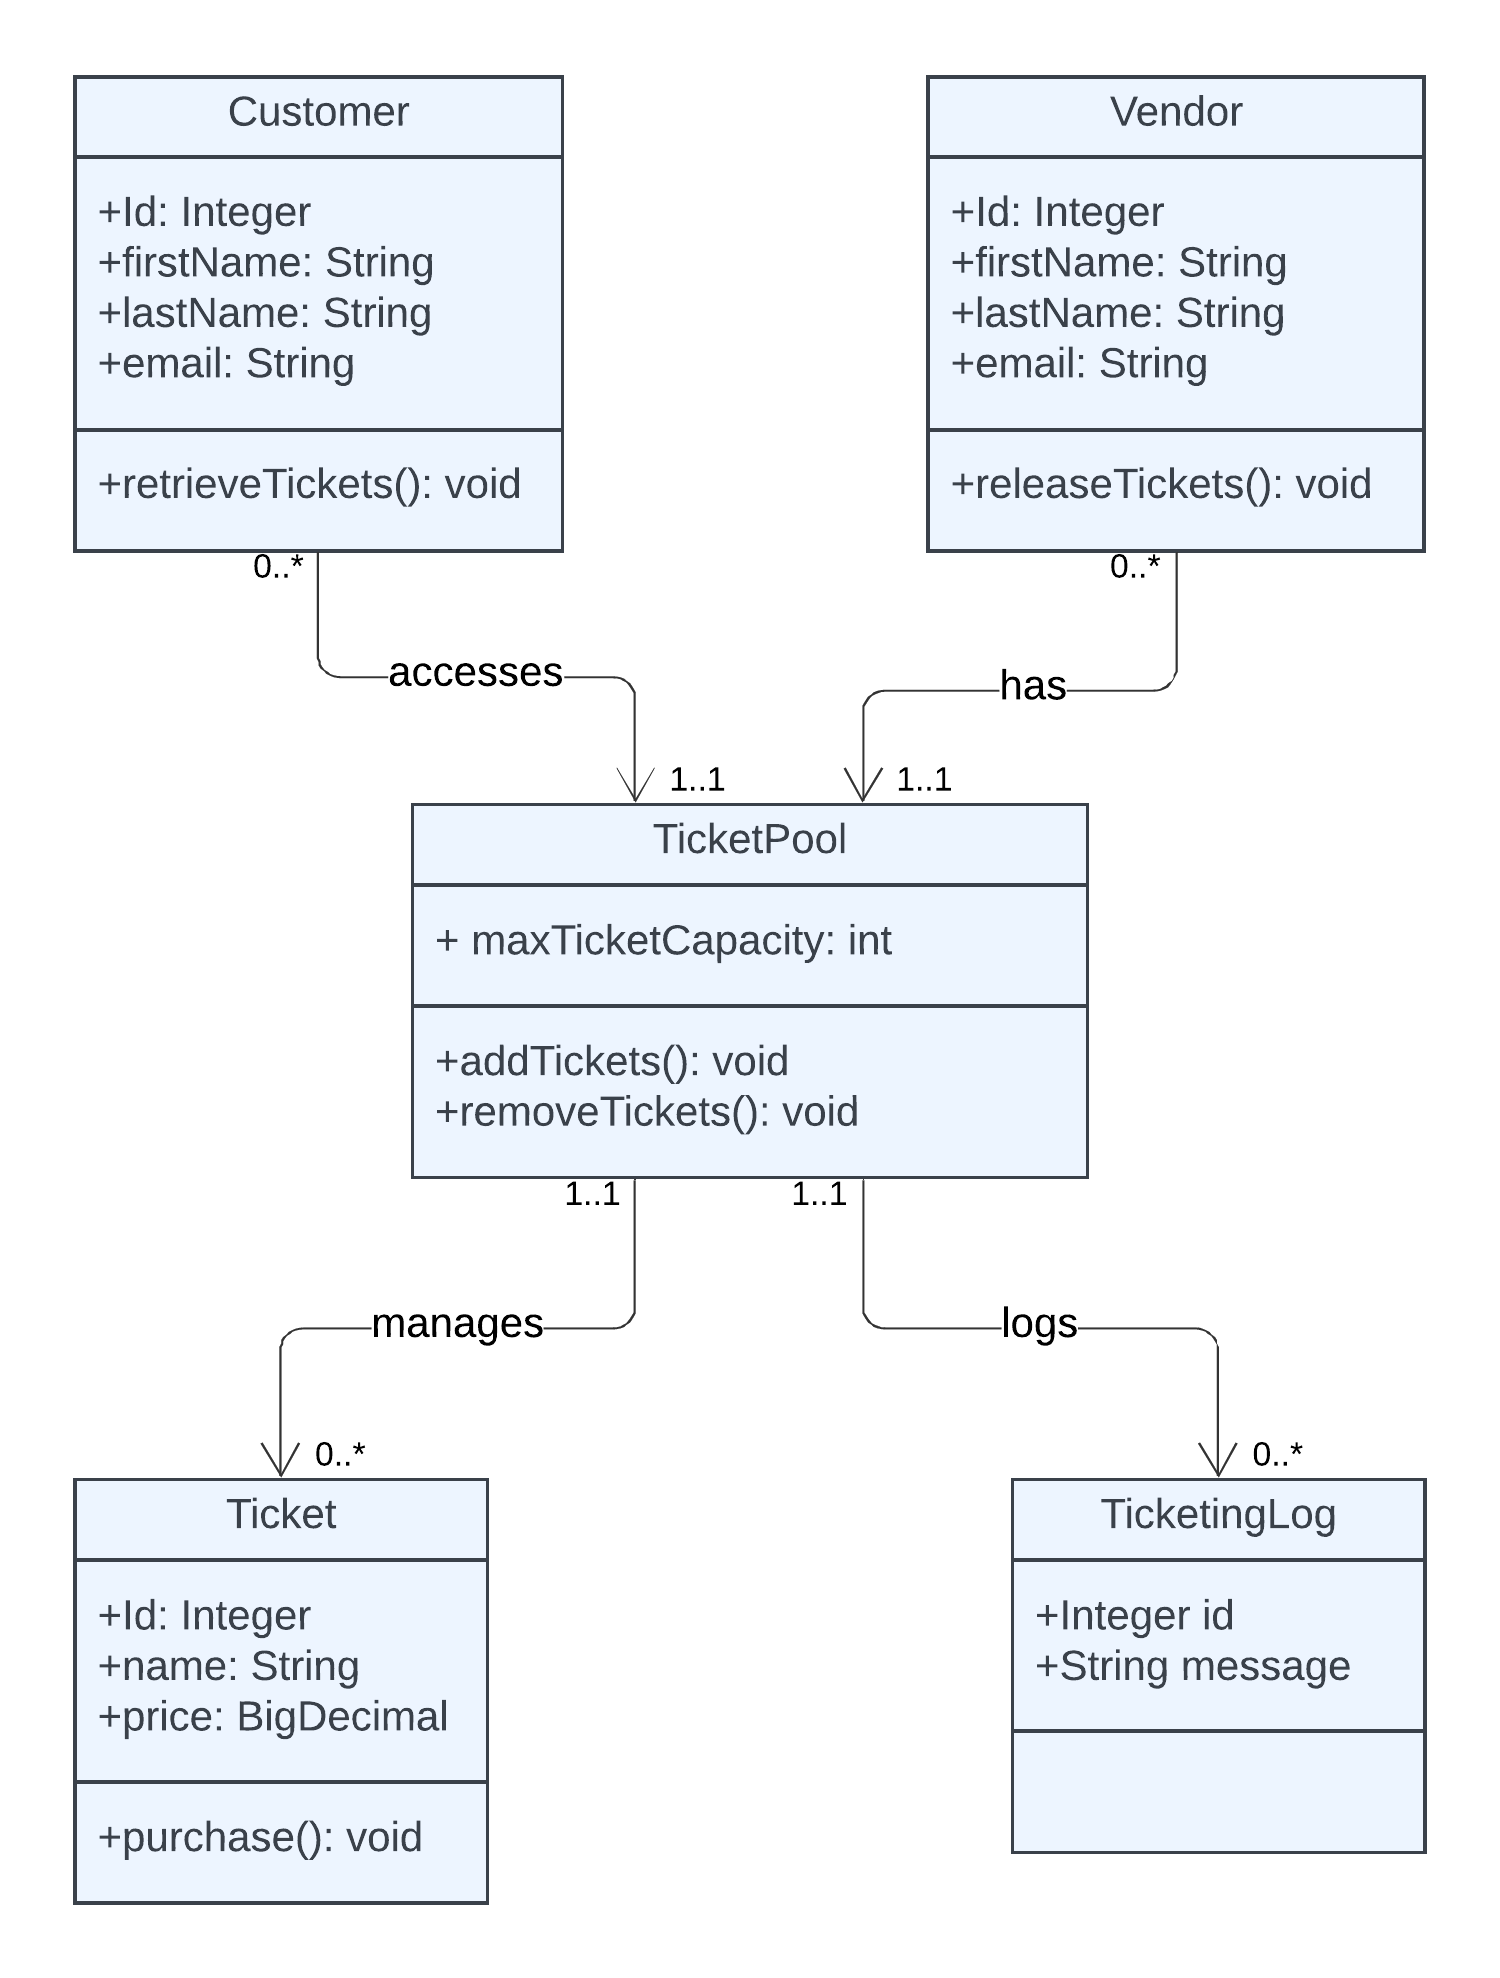 Customer
+Id: Integer
+firstName: String
+lastName: String
+email: String
+retrieveTickets(): void
Vendor
+Id: Integer
+firstName: String
+lastName: String
+email: String
+releaseTickets(): void
0..*
0..*
accesses
has
1..1
1..1
TicketPool
+ maxTicketCapacity: int
+addTickets(): void
+removeTickets(): void
1..1
1..1
manages
logs
0..*
0..*
Ticket
+Id: Integer
+name: String
+price: BigDecimal
+purchase(): void
TicketingLog
+Integer id
+String message